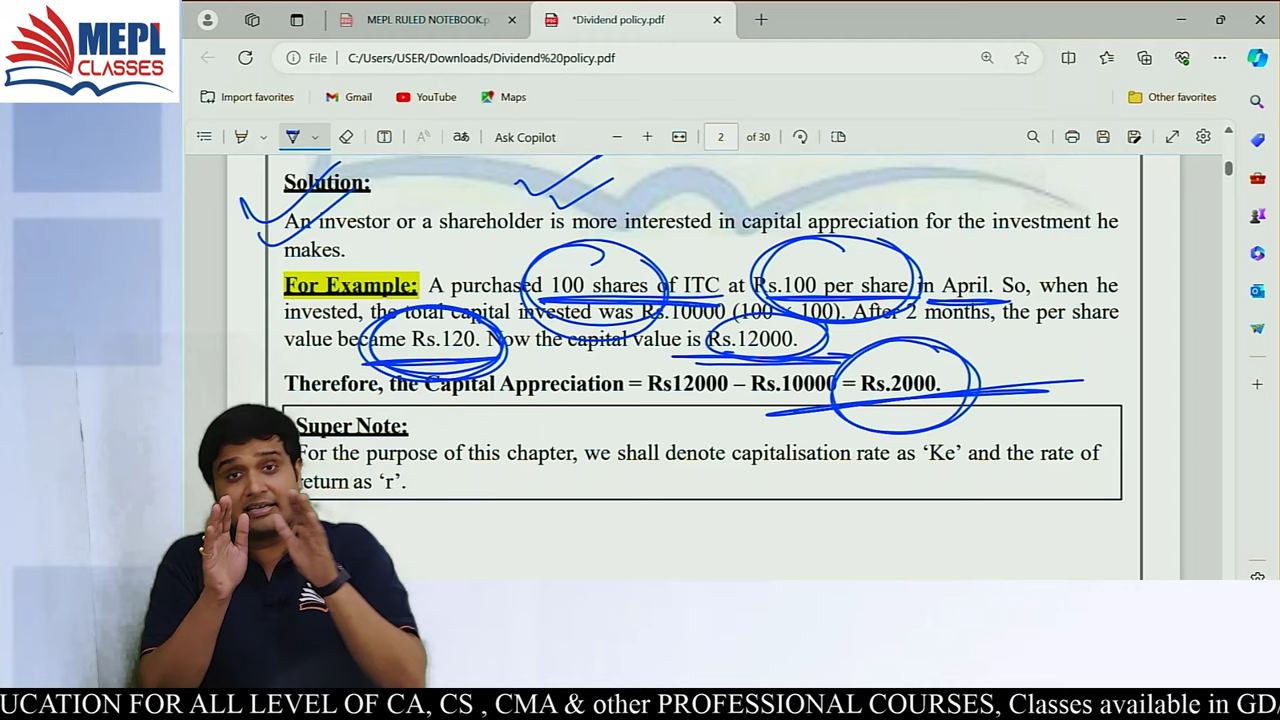 MEPL
CLASSES
MEPL RULED NOTEBOOK.p
*Dividend policy.pdf
File C:/Users/USER/Downloads/Dividend%20policy.pdf
Import favorites Gmail YouTube Maps Other favorites
Ask Copilot 2 of 30
Solution:
An investor or a shareholder is more interested in capital appreciation for the investment he
makes.
For Example: A purchased 100 shares of ITC at Rs.100 per share in April. So, when he
invested, the total capital invested was Rs.10000 (100 × 100). After 2 months, the per share
value became Rs.120. Now the capital value is Rs.12000.
Therefore, the Capital Appreciation = Rs12000 – Rs.10000 = Rs.2000.
Super Note:
For the purpose of this chapter, we shall denote capitalisation rate as ‘Ke’ and the rate of
return as ‘r’.
UCATION FOR ALL LEVEL OF CA, CS , CMA & other PROFESSIONAL COURSES, Classes available in GD